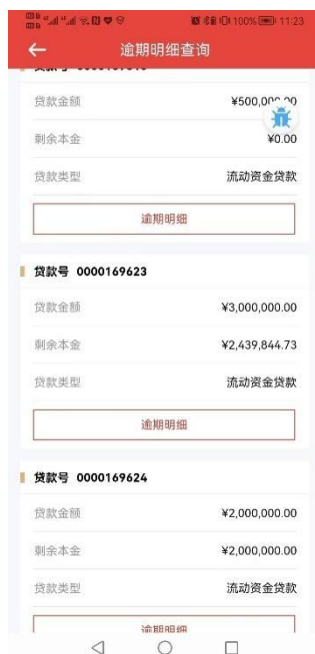 100% 11:23
逾期明细查询
贷款金额
剩余本金 ¥0.00
贷款类型 流动资金贷款
逾期明细
贷款号 0000169623
贷款金额 ¥3,000,000.00
剩余本金 ¥2,439,844.73
贷款类型 流动资金贷款
逾期明细
贷款号 0000169624
贷款金额 ¥2,000,000.00
剩余本金 ¥2,000,000.00
贷款类型 流动资金贷款
逾期明细